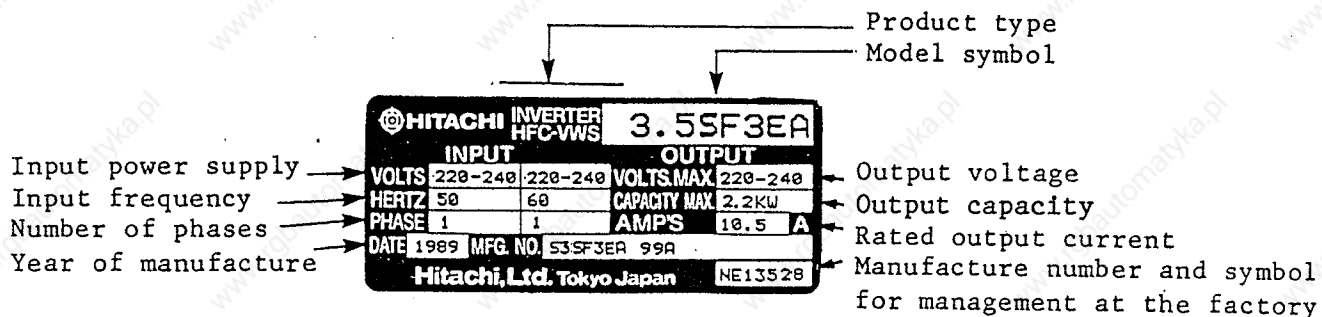 Product type
Model symbol
HITACHI INVERTER HFC-VWS 3.5SF3EA
INPUT OUTPUT
Input power supply VOLTS 220-240 220-240 VOLTS.MAX. 220-240 Output voltage
Input frequency HERTZ 50 60 CAPACITY MAX. 2.2KW Output capacity
Number of phases PHASE 1 1 AMP'S 10.5 A Rated output current
Year of manufacture DATE 1989 MFG. NO. S35SF3EA 99A
Hitachi, Ltd. Tokyo Japan NE13528 Manufacture number and symbol
for management at the factory